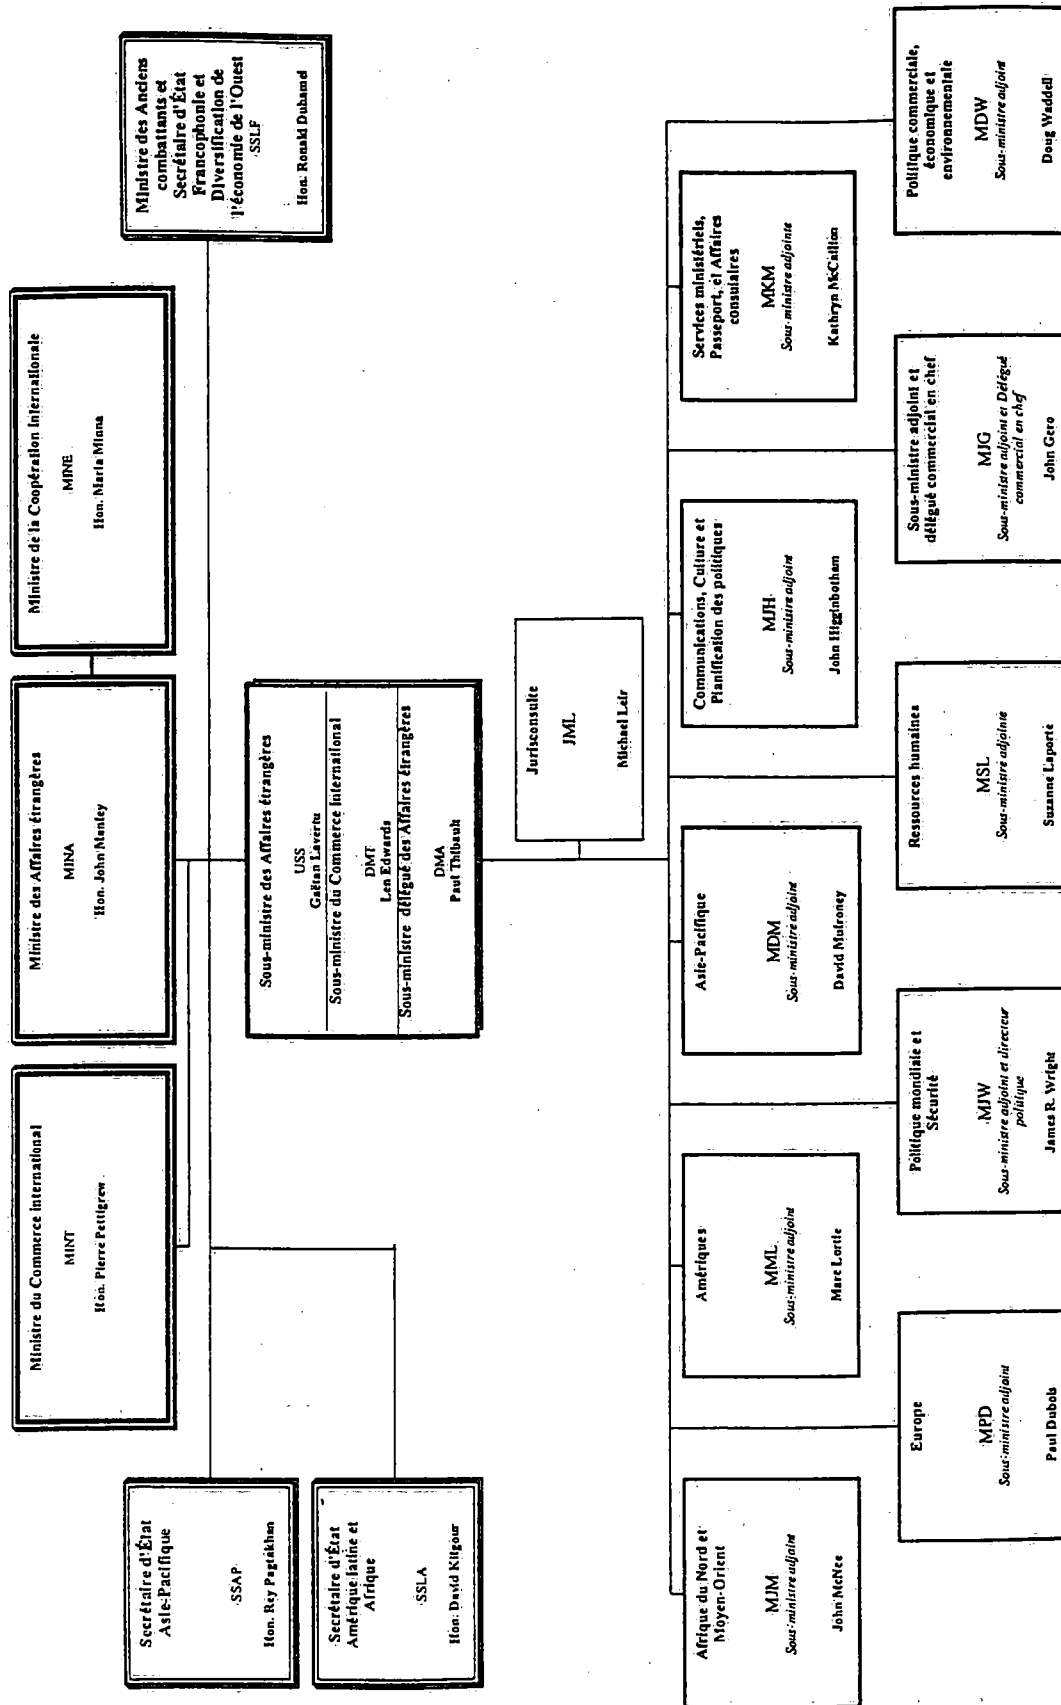 Ministre du Commerce international
MINT
Hon. Pierre Pettigrew
Ministre des Affaires étrangères
MINA
Hon. John Manley
Ministre de la Coopération Internationale
MINE
Hon. Maria Minna
Secrétaire d'État
Asie-Pacifique
SSAP
Hon. Rey Pagtakhan
Secrétaire d'État
Amérique latine et
Afrique
SSLA
Hon. David Kilgour
Ministre des Anciens
combattants et
Secrétaire d'État
Francophonie et
Diversification de
l'économie de l'Ouest
SSLF
Hon. Ronald Duhamel
Sous-ministre des Affaires étrangères
USS
Gaëtan Lavertu
Sous-ministre du Commerce International
DMT
Len Edwards
Sous-ministre délégué des Affaires étrangères
DMA
Paul Thibault
Jurisconsulte
JML
Michael Leir
Afrique du Nord et
Moyen-Orient
MJM
Sous-ministre adjoint
John McNee
Amériques
MML
Sous-ministre adjoint
Marc Lortie
Asie-Pacifique
MDM
Sous-ministre adjoint
David Mulroney
Communications, Culture et
Planification des politiques
MJH
Sous-ministre adjoint
John Higginbotham
Services ministériels,
Passeport, et Affaires
consulaires
MKM
Sous-ministre adjointe
Kathryn McCallion
Europe
MPD
Sous-ministre adjoint
Paul Dubois
Politique mondiale et
Sécurité
MJW
Sous-ministre adjoint et directeur
politique
James R. Wright
Ressources humaines
MSL
Sous-ministre adjointe
Suzanne Laporte
Sous-ministre adjoint et
délégué commercial en chef
MJG
Sous-ministre adjoint et Délégué
commercial en chef
John Gero
Politique commerciale,
économique et
environnementale
MDW
Sous-ministre adjoint
Doug Waddell